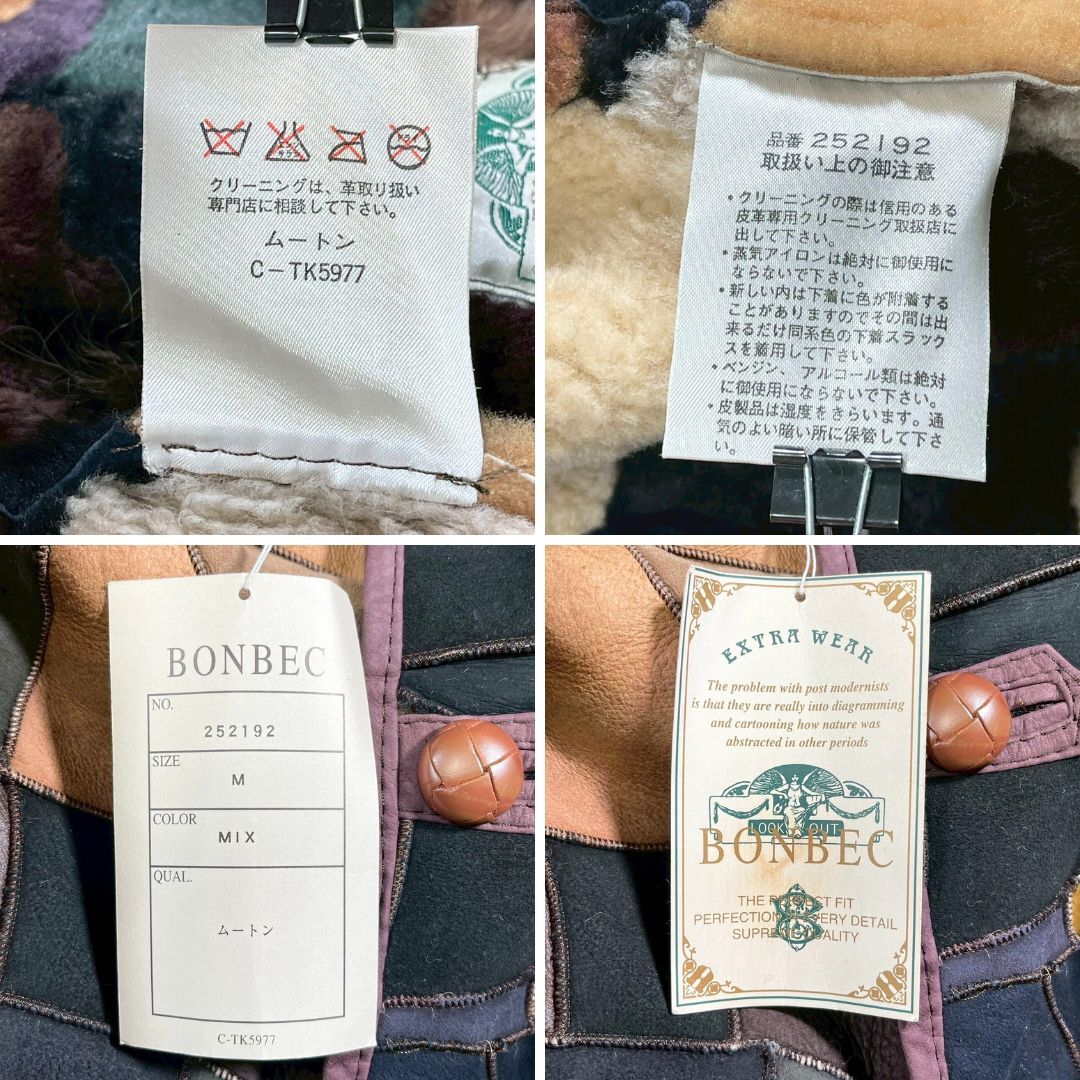 クリーニングは、革取り扱い
専門店に相談して下さい。
ムートン
C-TK5977
品番 252192
取扱い上の御注意
•クリーニングの際は信用のある
皮革専用クリーニング取扱店に
出して下さい。
•蒸気アイロンは絶対に御使用に
ならないで下さい。
•新しい内は下着に色が附着する
ことがありますのでその間は出
来るだけ同系色の下着スラック
スを着用して下さい。
•ベンジン、アルコール類は絶対
に御使用にならないで下さい。
•皮製品は湿度をきらいます。通
気のよい暗い所に保管して下さ
い。
BONBEC
NO.
252192
SIZE
M
COLOR
MIX
QUAL.
ムートン
C-TK5977
EXTRA WEAR
The problem with post modernists
is that they are really into diagramming
and cartooning how nature was
abstracted in other periods
LOOK OUT
BONBEC
THE FIT
PERFECTION EVERY DETAIL
QUALITY